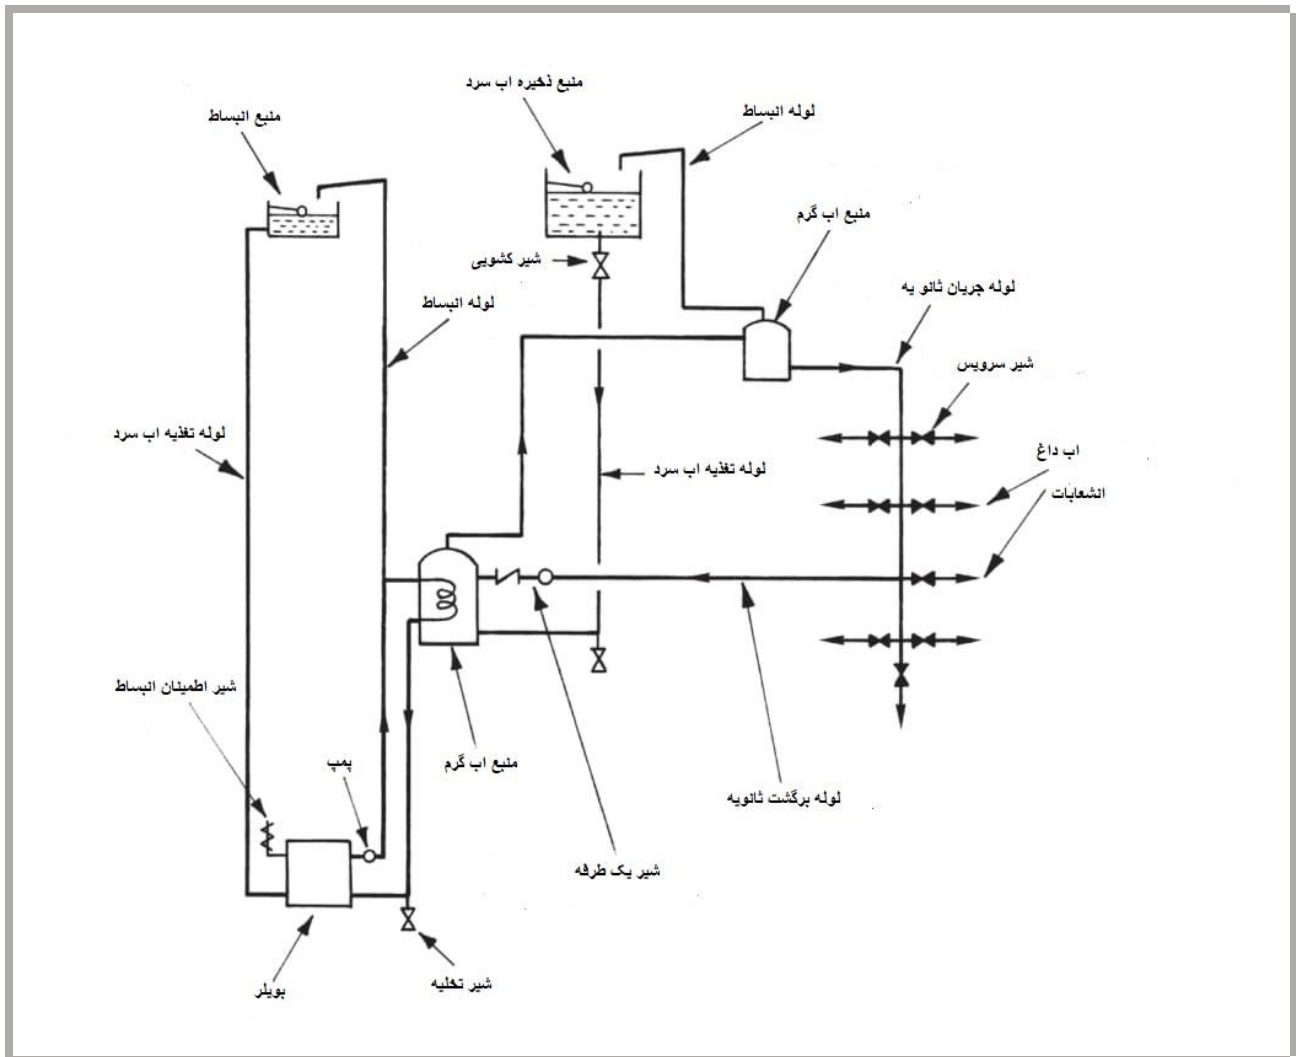 منبع ذخیره اب سرد
لوله انبساط
منبع انبساط
منبع اب گرم
شیر کشویی
لوله جریان ثانو یه
لوله انبساط
شیر سرویس
لوله تغذیه اب سرد
اب داغ
لوله تغذیه اب سرد
انشعابات
شیر اطمینان انبساط
منبع اب گرم
پمپ
لوله برگشت ثانویه
شیر یک طرفه
شیر تخلیه
بویلر